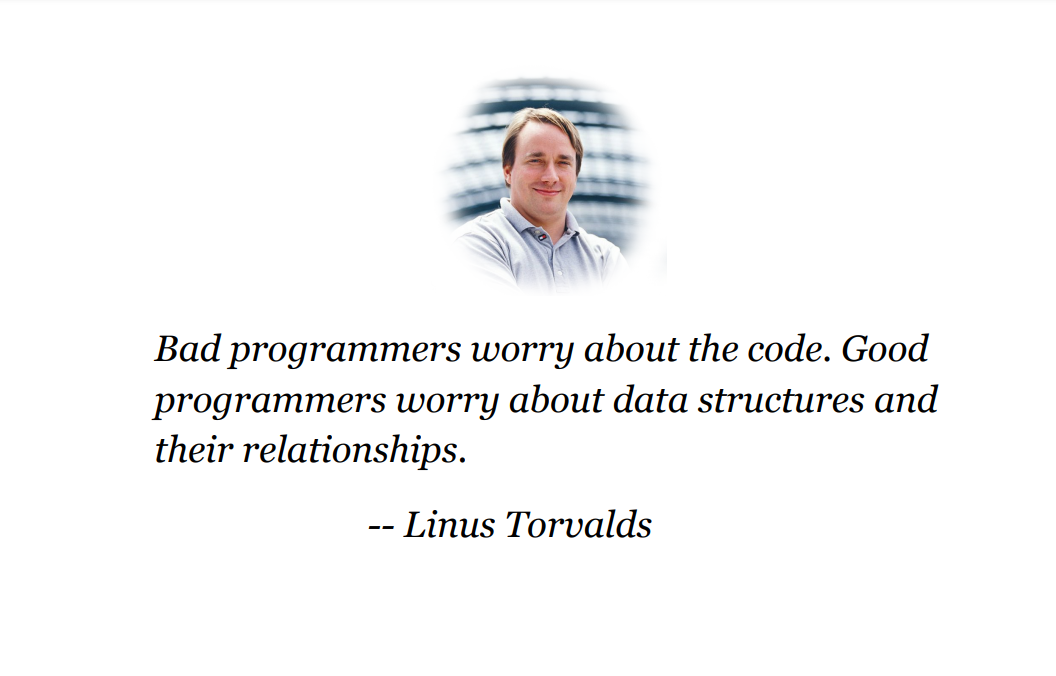 Bad programmers worry about the code. Good
programmers worry about data structures and
their relationships.
-- Linus Torvalds